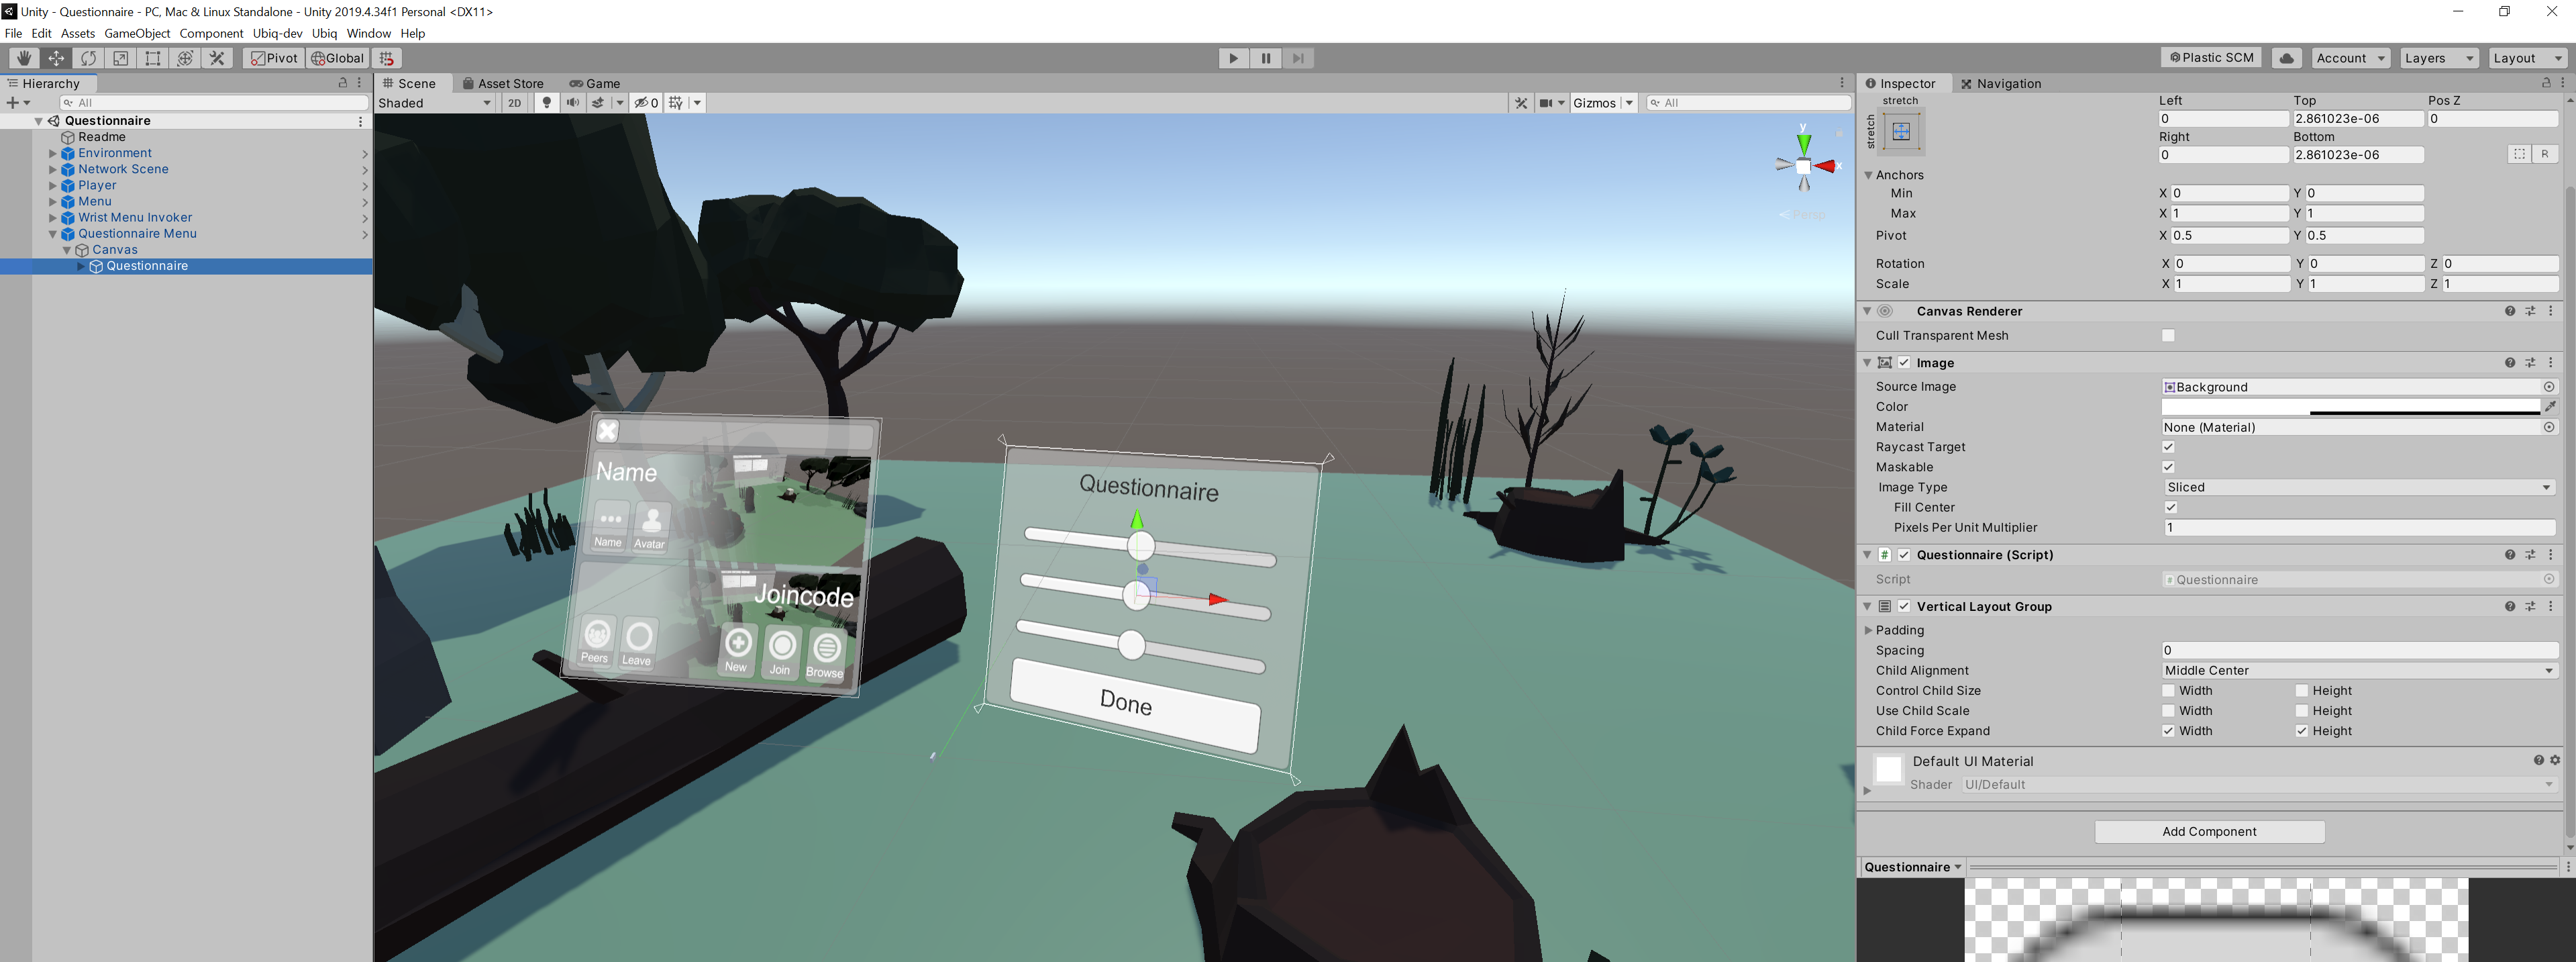 Unity - Questionnaire - PC, Mac & Linux Standalone - Unity 2019.4.34f1 Personal <DX11>
File Edit Assets GameObject Component Ubiq-dev Ubiq Window Help
Pivot Global Plastic SCM Account Layers Layout
Hierarchy
All
Questionnaire
Readme
Environment
Network Scene
Player
Menu
Wrist Menu Invoker
Questionnaire Menu
Canvas
Questionnaire
Scene Asset Store Game
Shaded 2D 0 Gizmos All
y
x
Persp
Name
Name Avatar
Joincode
Peers Leave New Join Browse
Questionnaire
Done
Inspector Navigation
stretch Left Top Pos Z
stretch 0 2.861023e-06 0
Right Bottom
0 2.861023e-06 R
Anchors
Min X 0 Y 0
Max X 1 Y 1
Pivot X 0.5 Y 0.5
Rotation X 0 Y 0 Z 0
Scale X 1 Y 1 Z 1
Canvas Renderer
Cull Transparent Mesh
Image
Source Image Background
Color
Material None (Material)
Raycast Target
Maskable
Image Type Sliced
Fill Center
Pixels Per Unit Multiplier 1
# Questionnaire (Script)
Script # Questionnaire
Vertical Layout Group
Padding
Spacing 0
Child Alignment Middle Center
Control Child Size Width Height
Use Child Scale Width Height
Child Force Expand Width Height
Default UI Material
Shader UI/Default
Add Component
Questionnaire